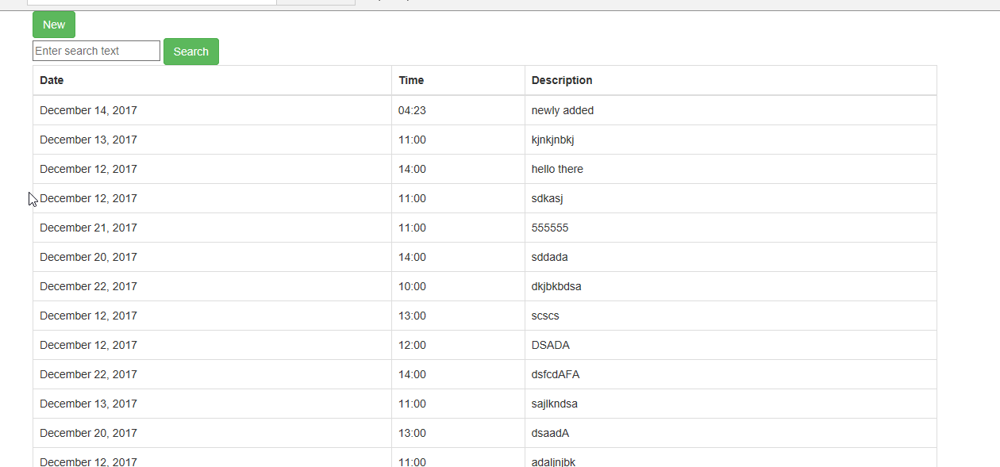 New
Enter search text Search
Date Time Description
December 14, 2017 04:23 newly added
December 13, 2017 11:00 kjnkjnbkj
December 12, 2017 14:00 hello there
December 12, 2017 11:00 sdkasj
December 21, 2017 11:00 555555
December 20, 2017 14:00 sddada
December 22, 2017 10:00 dkjbkbdsa
December 12, 2017 13:00 scscs
December 12, 2017 12:00 DSADA
December 22, 2017 14:00 dsfcdAFA
December 13, 2017 11:00 sajlkndsa
December 20, 2017 13:00 dsaadA
December 12, 2017 11:00